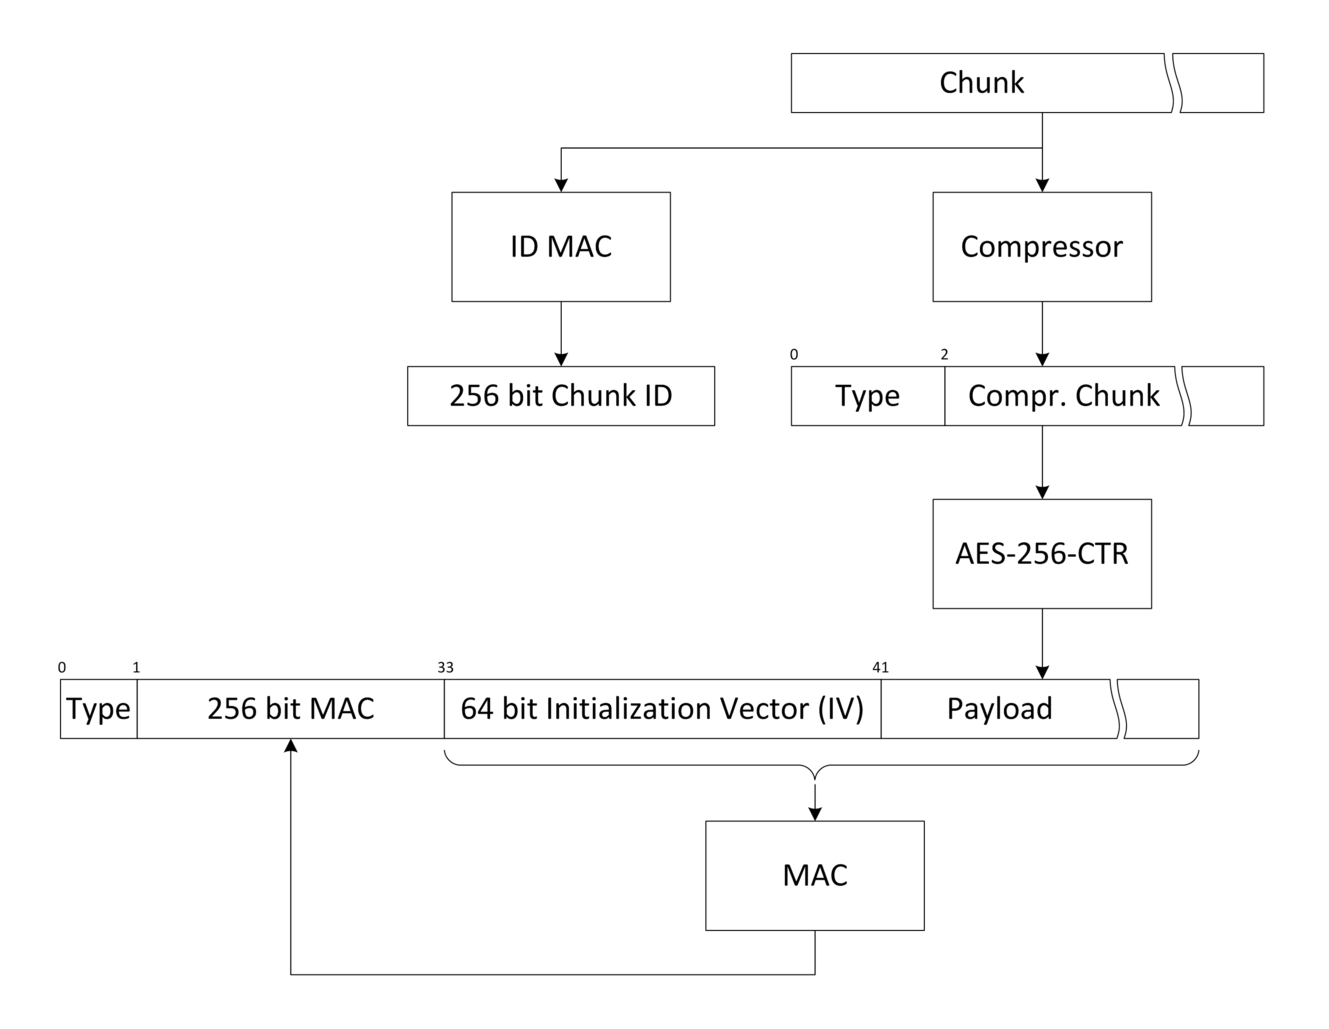 Chunk
ID MAC
Compressor
0
2
256 bit Chunk ID
Type
Compr. Chunk
AES-256-CTR
0
1
33
41
Type
256 bit MAC
64 bit Initialization Vector (IV)
Payload
MAC